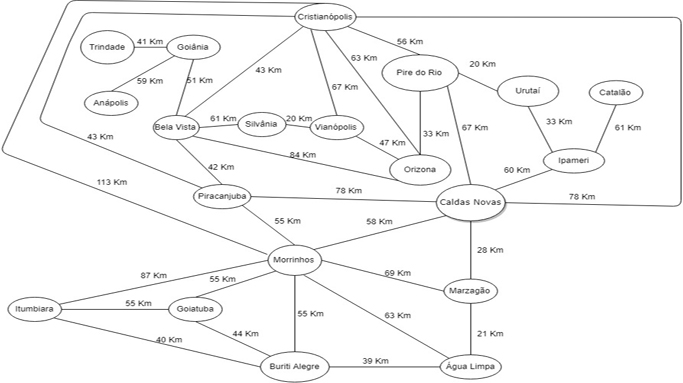 Cristianópolis
Trindade
41 Km
Goiânia
56 Km
63 Km
43 Km
20 Km
Pire do Rio
59 Km
51 Km
67 Km
Urutaí
Catalão
Anápolis
61 Km
Silvânia
20 Km
Vianópolis
Bela Vista
33 Km
67 Km
33 Km
61 Km
43 Km
47 Km
84 Km
Ipameri
42 Km
Orizona
60 Km
113 Km
Piracanjuba
78 Km
Caldas Novas
78 Km
55 Km
58 Km
28 Km
Morrinhos
87 Km
55 Km
69 Km
Marzagão
Itumbiara
55 Km
Goiatuba
55 Km
63 Km
44 Km
21 Km
40 Km
39 Km
Buriti Alegre
Água Limpa